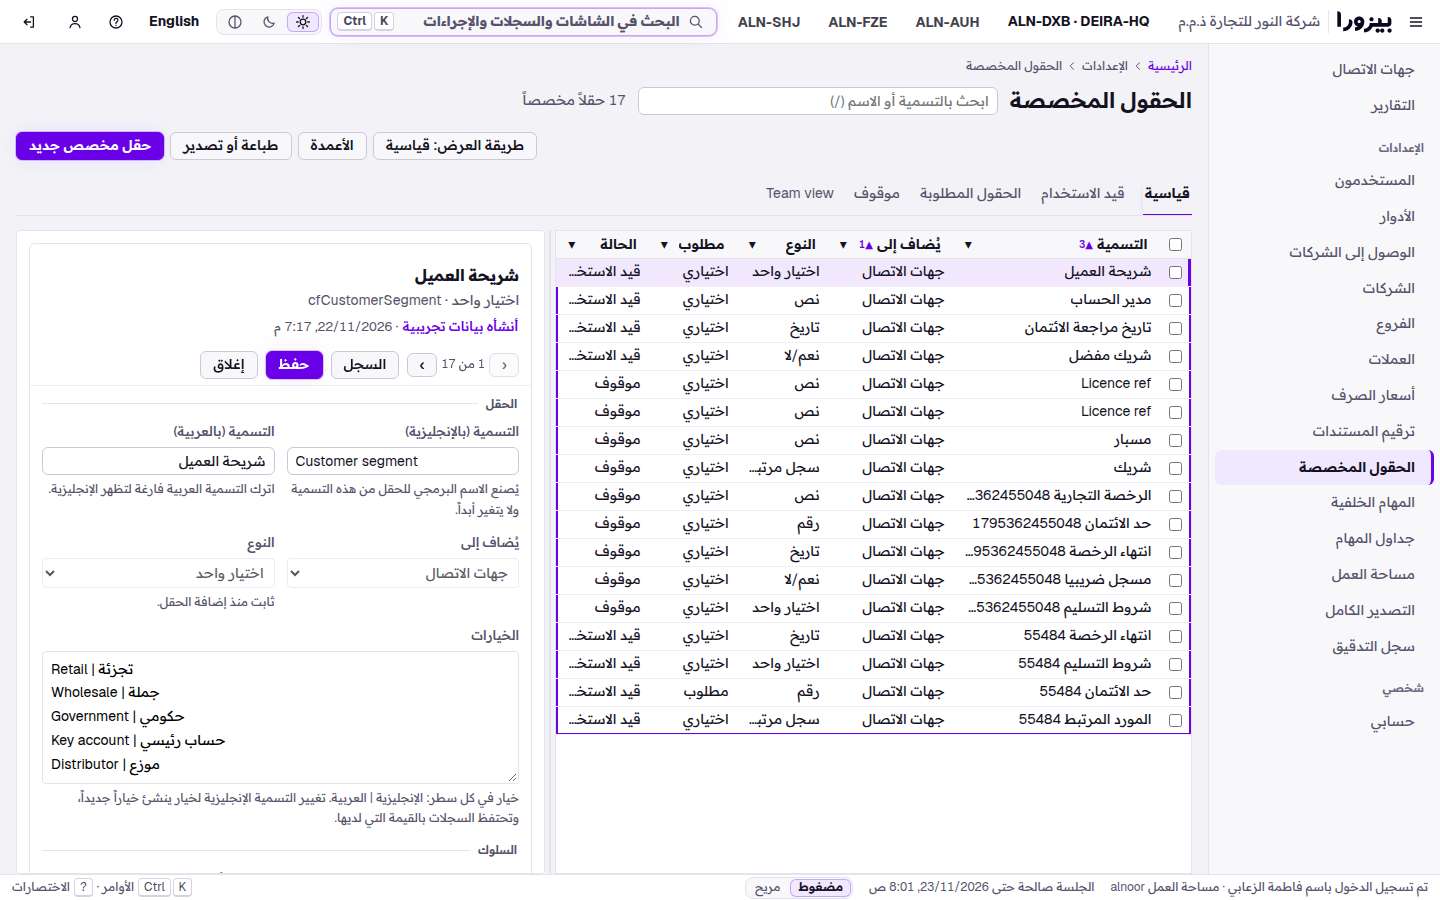 بيزورا
شركة النور للتجارة ذ.م.م
ALN-DXB · DEIRA-HQ
ALN-AUH
ALN-FZE
ALN-SHJ
البحث في الشاشات والسجلات والإجراءات
Ctrl K
English
جهات الاتصال
التقارير
الإعدادات
المستخدمون
الأدوار
الوصول إلى الشركات
الشركات
الفروع
العملات
أسعار الصرف
ترقيم المستندات
الحقول المخصصة
المهام الخلفية
جداول المهام
مساحة العمل
التصدير الكامل
سجل التدقيق
شخصي
حسابي
الرئيسية › الإعدادات › الحقول المخصصة
الحقول المخصصة
ابحث بالتسمية أو الاسم (/)
17 حقلاً مخصصاً
طريقة العرض: قياسية
الأعمدة
طباعة أو تصدير
حقل مخصص جديد
قياسية
قيد الاستخدام
الحقول المطلوبة
موقوف
Team view
التسمية ▲3 ▼ يُضاف إلى ▲1 ▼ النوع ▼ مطلوب ▼ الحالة ▼
شريحة العميل جهات الاتصال اختيار واحد اختياري قيد الاستخ...
مدير الحساب جهات الاتصال نص اختياري قيد الاستخ...
تاريخ مراجعة الائتمان جهات الاتصال تاريخ اختياري قيد الاستخ...
شريك مفضل جهات الاتصال نعم/لا اختياري قيد الاستخ...
Licence ref جهات الاتصال نص اختياري موقوف
Licence ref جهات الاتصال نص اختياري موقوف
مسبار جهات الاتصال نص اختياري موقوف
شريك جهات الاتصال سجل مرتبـ... اختياري موقوف
الرخصة التجارية 362455048... جهات الاتصال نص اختياري موقوف
حد الائتمان 1795362455048 جهات الاتصال رقم اختياري موقوف
انتهاء الرخصة 95362455048... جهات الاتصال تاريخ اختياري موقوف
مسجل ضريبيا 5362455048... جهات الاتصال نعم/لا اختياري موقوف
شروط التسليم 5362455048... جهات الاتصال اختيار واحد اختياري موقوف
انتهاء الرخصة 55484 جهات الاتصال تاريخ اختياري قيد الاستخ...
شروط التسليم 55484 جهات الاتصال اختيار واحد اختياري قيد الاستخ...
حد الائتمان 55484 جهات الاتصال رقم مطلوب قيد الاستخ...
المورد المرتبط 55484 جهات الاتصال سجل مرتبـ... اختياري قيد الاستخ...
شريحة العميل
اختيار واحد · cfCustomerSegment
أنشأه بيانات تجريبية · 22/11/2026, 7:17 م
1 من 17
السجل
حفظ
إغلاق
الحقل
التسمية (بالإنجليزية)
Customer segment
يُصنع الاسم البرمجي للحقل من هذه التسمية
ولا يتغير أبداً.
التسمية (بالعربية)
شريحة العميل
اترك التسمية العربية فارغة لتظهر الإنجليزية.
يُضاف إلى
جهات الاتصال
النوع
اختيار واحد
ثابت منذ إضافة الحقل.
الخيارات
Retail | تجزئة
Wholesale | جملة
Government | حكومي
Key account | حساب رئيسي
Distributor | موزع
خيار في كل سطر: الإنجليزية | العربية. تغيير التسمية الإنجليزية لخيار ينشئ خياراً جديداً،
وتحتفظ السجلات بالقيمة التي لديها.
السلوك
تم تسجيل الدخول باسم فاطمة الزعابي · مساحة العمل alnoor
الجلسة صالحة حتى 23/11/2026, 8:01 ص
مضغوط
مريح
Ctrl K الأوامر · ? الاختصارات